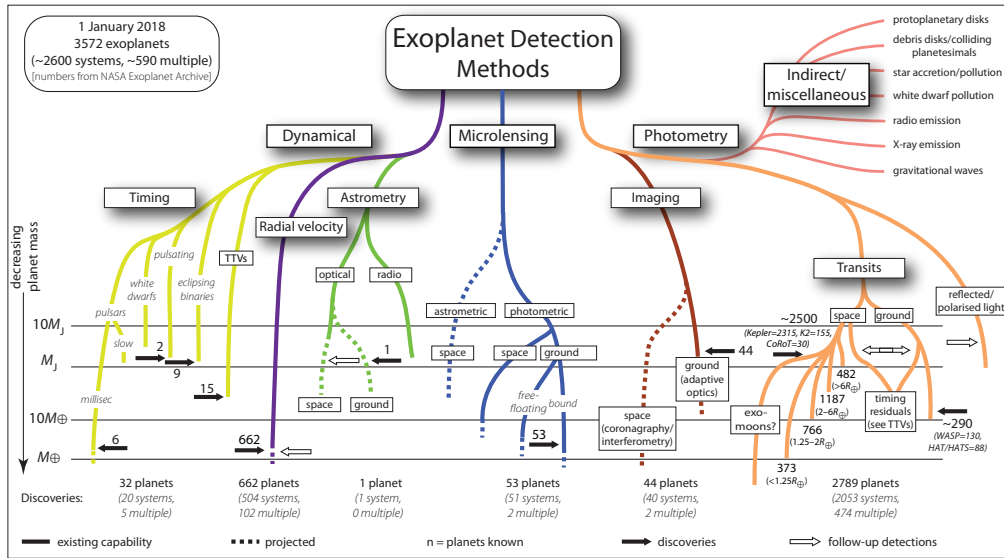 1 January 2018
3572 exoplanets
(~2600 systems, ~590 multiple)
[numbers from NASA Exoplanet Archive]
Exoplanet Detection
Methods
protoplanetary disks
debris disks/colliding
planetesimals
star accretion/pollution
white dwarf pollution
radio emission
X-ray emission
gravitational waves
Indirect/
miscellaneous
Dynamical
Microlensing
Photometry
Timing
Astrometry
Imaging
Radial velocity
TTVs
Transits
decreasing
planet mass
pulsating
eclipsing
binaries
white
dwarfs
pulsars
slow
millisec
optical
radio
astrometric
photometric
space
ground
reflected/
polarised light
~2500
(Kepler=2315, K2=155,
CoRoT=30)
10MJ
MJ
10M⊕
M⊕
2
9
15
6
662
1
space
ground
space
space
ground
free-
floating
bound
53
44
ground
(adaptive
optics)
space
(coronagraphy/
interferometry)
exo-
moons?
482
(>6R⊕)
1187
(2–6R⊕)
766
(1.25–2R⊕)
373
(<1.25R⊕)
timing
residuals
(see TTVs)
~290
(WASP=130,
HAT/HATS=88)
Discoveries:
32 planets
(20 systems,
5 multiple)
662 planets
(504 systems,
102 multiple)
1 planet
(1 system,
0 multiple)
53 planets
(51 systems,
2 multiple)
44 planets
(40 systems,
2 multiple)
2789 planets
(2053 systems,
474 multiple)
existing capability
projected
n = planets known
discoveries
follow-up detections